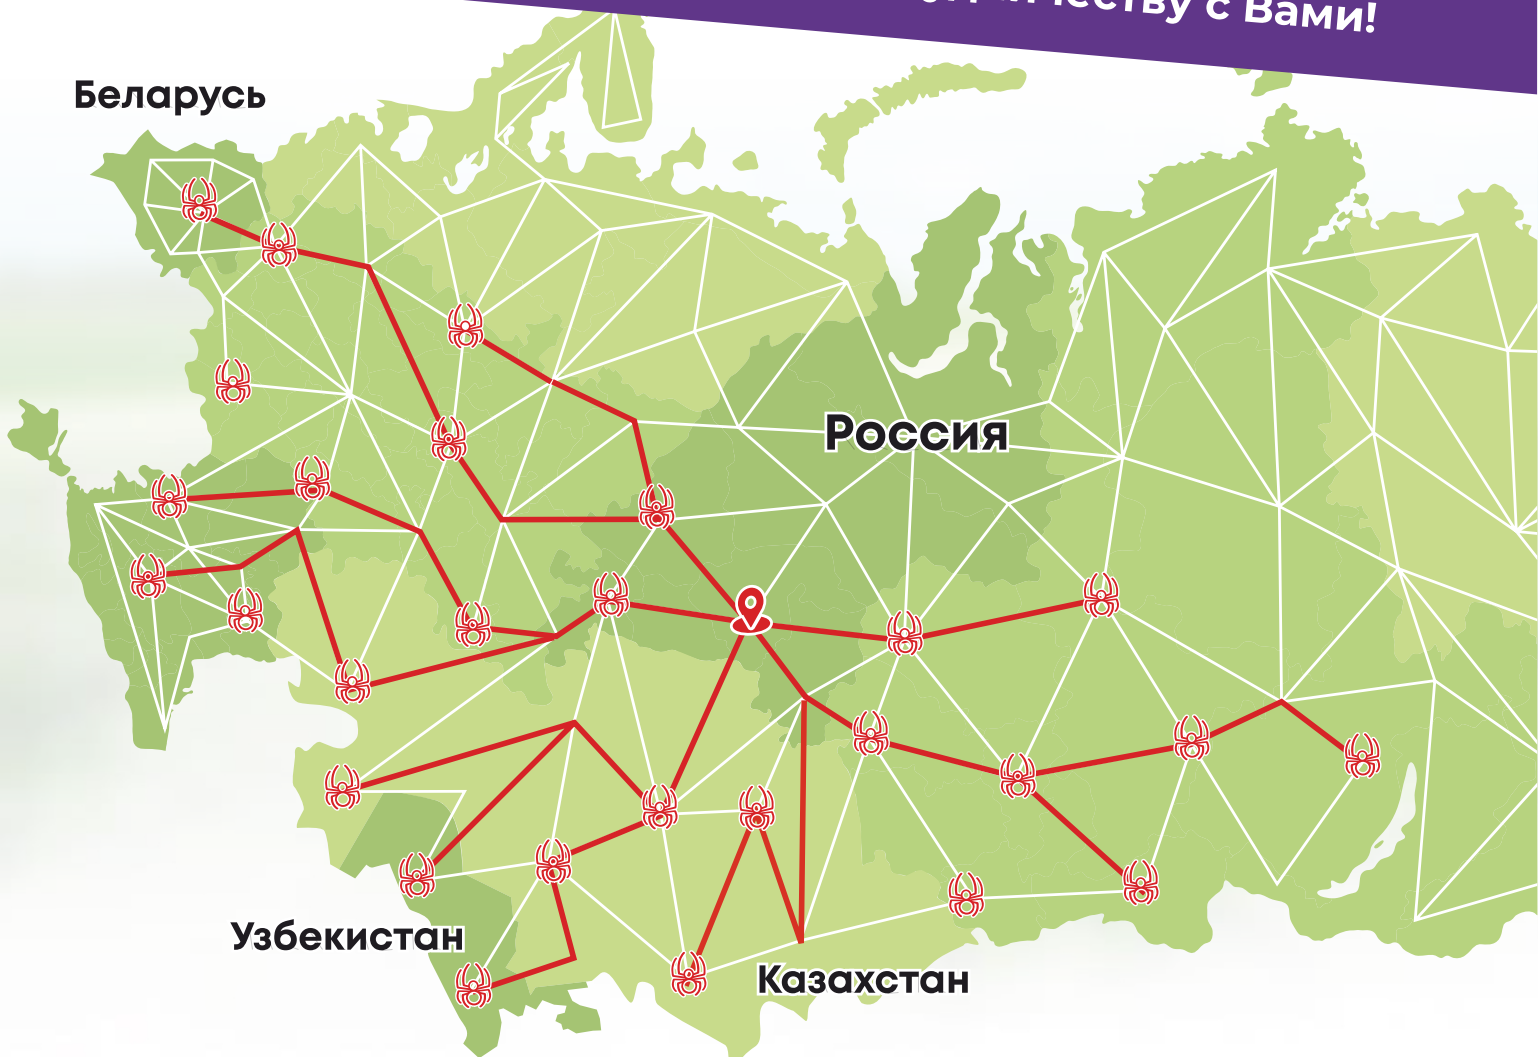 с Вами!
Беларусь
Россия
Узбекистан
Казахстан